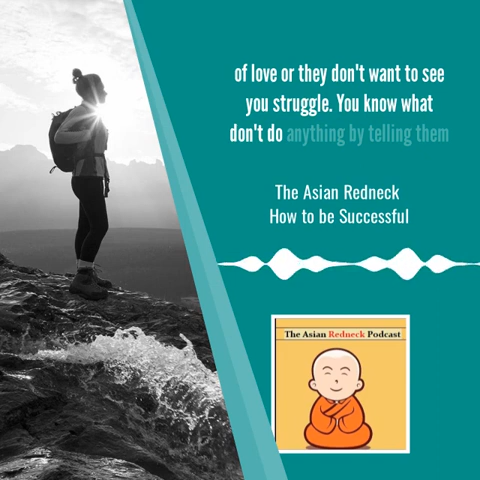 of love or they don't want to see
you struggle. You know what
don't do anything by telling them
The Asian Redneck
How to be Successful
The Asian Redneck Podcast